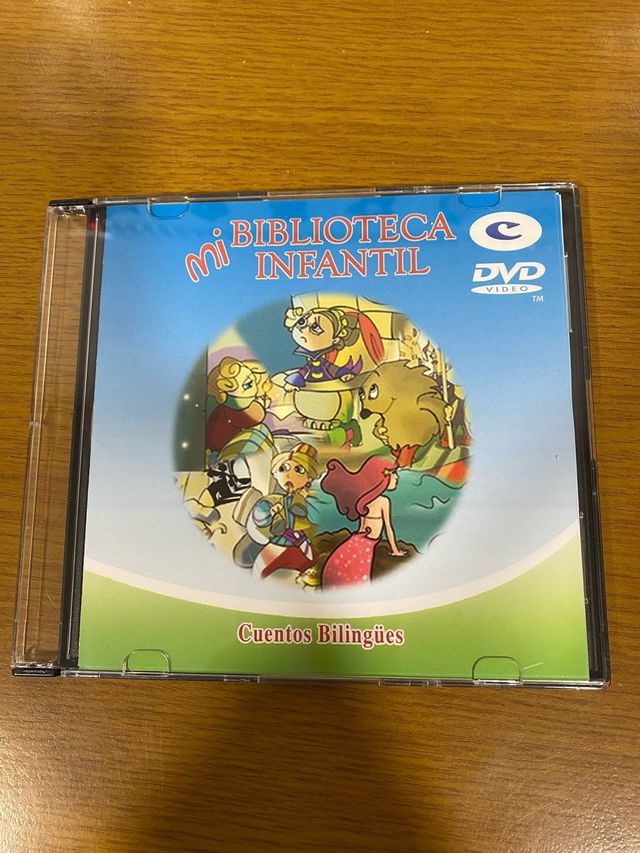 mi BIBLIOTECA
INFANTIL
C
DVD
VIDEO
TM
Cuentos Bilingües